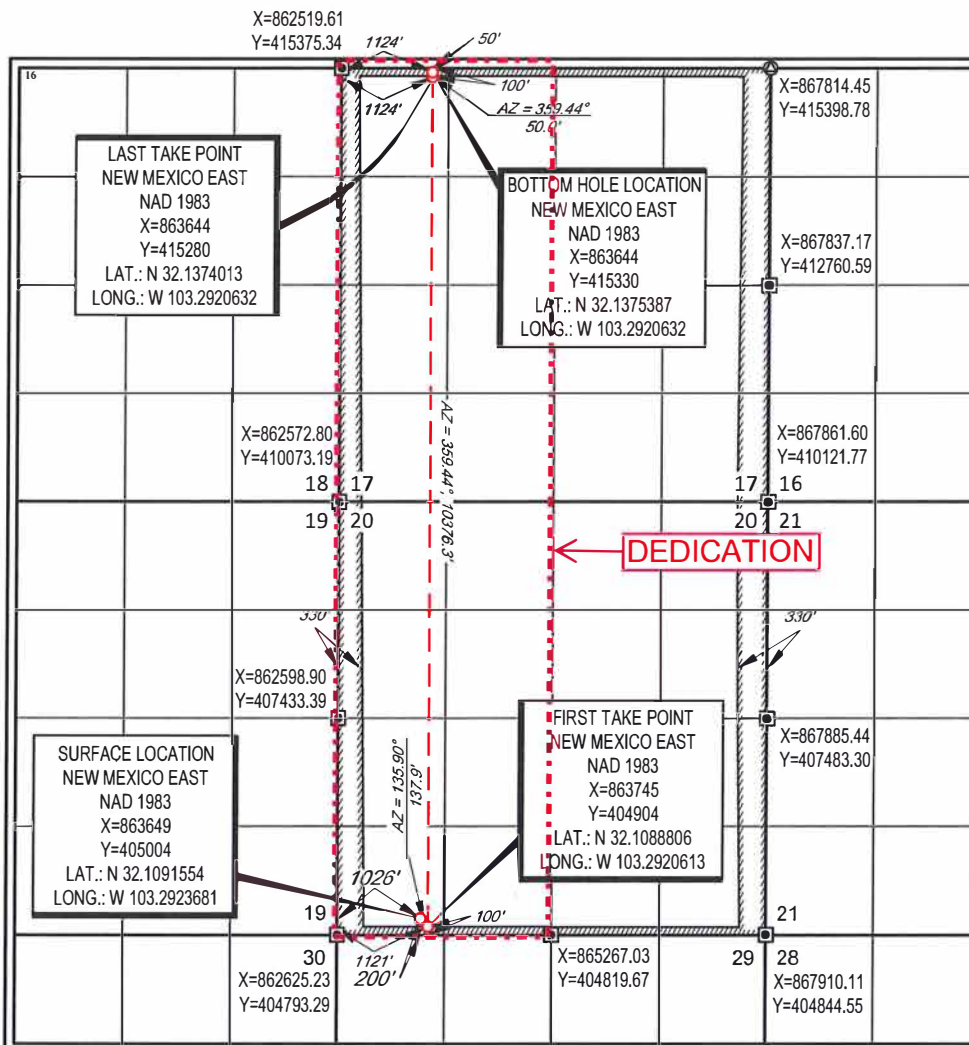 X=862519.61
Y=415375.34
1124'
50'
16
100'
1124'
AZ = 359.44°
50.0'
X=867814.45
Y=415398.78
LAST TAKE POINT
NEW MEXICO EAST
NAD 1983
X=863644
Y=415280
LAT.: N 32.1374013
LONG.: W 103.2920632
BOTTOM HOLE LOCATION
NEW MEXICO EAST
NAD 1983
X=863644
Y=415330
LAT.: N 32.1375387
LONG.: W 103.2920632
X=867837.17
Y=412760.59
AZ = 359.44°, 10376.3'
X=862572.80
Y=410073.19
X=867861.60
Y=410121.77
18 17
19 20
17 16
20 21
DEDICATION
330'
330'
X=862598.90
Y=407433.39
X=867885.44
Y=407483.30
SURFACE LOCATION
NEW MEXICO EAST
NAD 1983
X=863649
Y=405004
LAT.: N 32.1091554
LONG.: W 103.2923681
AZ = 135.90°
137.9'
FIRST TAKE POINT
NEW MEXICO EAST
NAD 1983
X=863745
Y=404904
LAT.: N 32.1088806
LONG.: W 103.2920613
1026'
19
100'
21
30
1121'
200'
29
28
X=862625.23
Y=404793.29
X=865267.03
Y=404819.67
X=867910.11
Y=404844.55